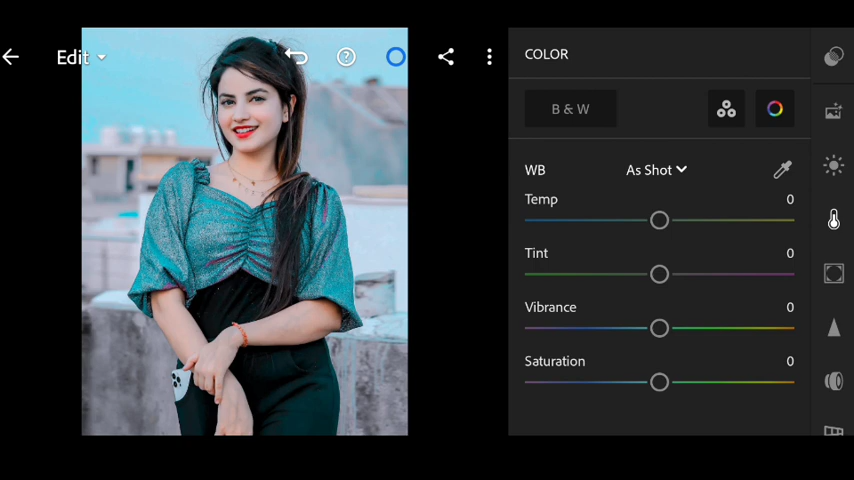 Edit
COLOR
B & W
WB
As Shot
Temp
0
Tint
0
Vibrance
0
Saturation
0